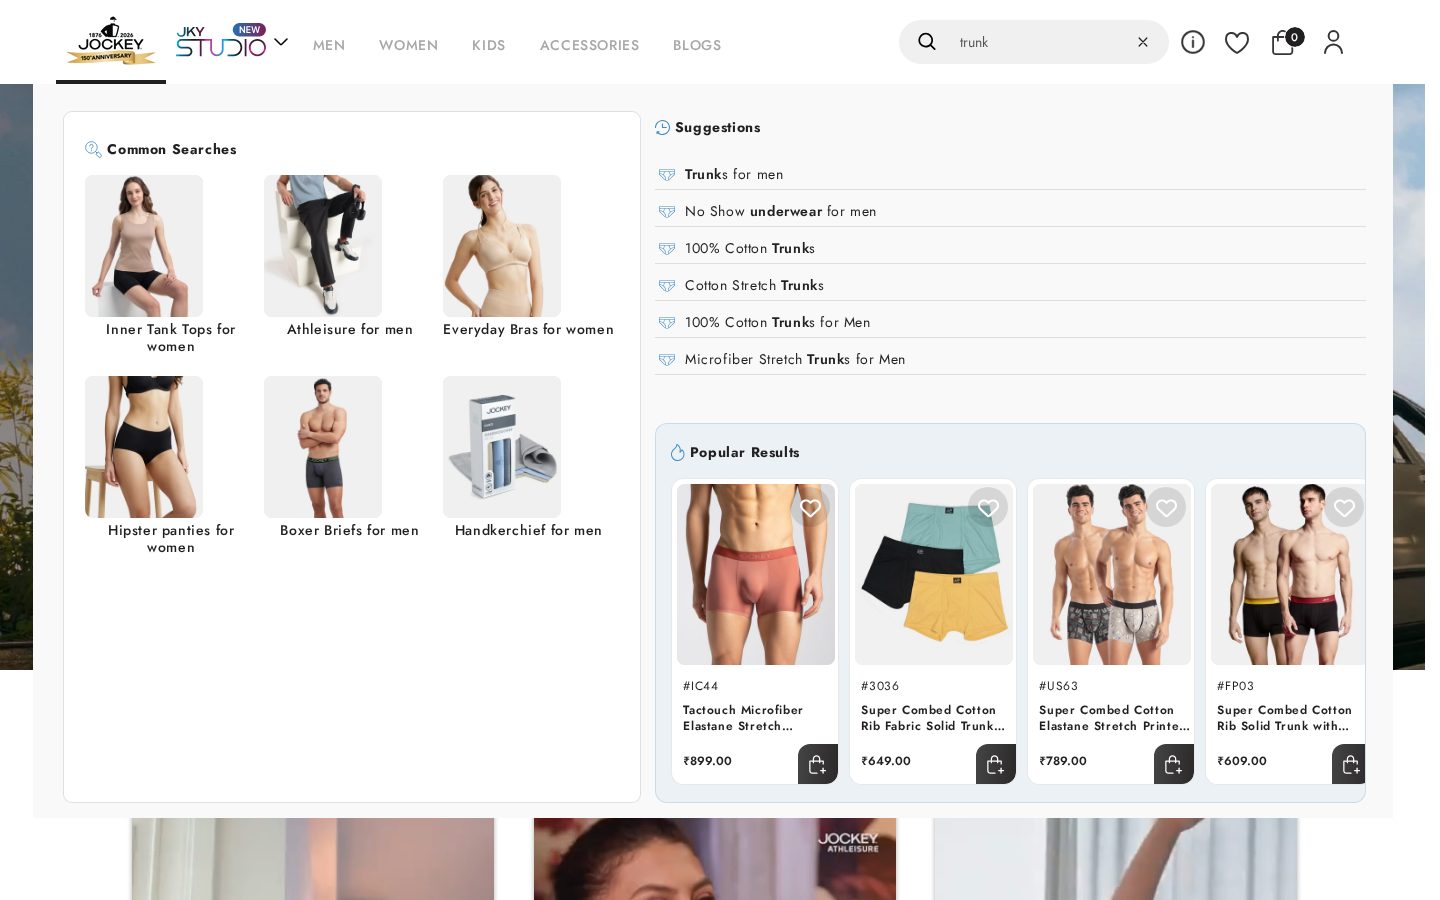 1876 2026
JOCKEY
150TH ANNIVERSARY
JKY
NEW
STUDIO
MEN
WOMEN
KIDS
ACCESSORIES
BLOGS
trunk
0
Common Searches
Inner Tank Tops for
women
Athleisure for men
Everyday Bras for women
JOCKEY
Hipster panties for
women
Boxer Briefs for men
Handkerchief for men
Suggestions
Trunks for men
No Show underwear for men
100% Cotton Trunks
Cotton Stretch Trunks
100% Cotton Trunks for Men
Microfiber Stretch Trunks for Men
Popular Results
JOCKEY
#IC44
Tactouch Microfiber
Elastane Stretch...
₹899.00
#3036
Super Combed Cotton
Rib Fabric Solid Trunk...
₹649.00
#US63
Super Combed Cotton
Elastane Stretch Printe...
₹789.00
#FP03
Super Combed Cotton
Rib Solid Trunk with...
₹609.00
JOCKEY
ATHLEISURE